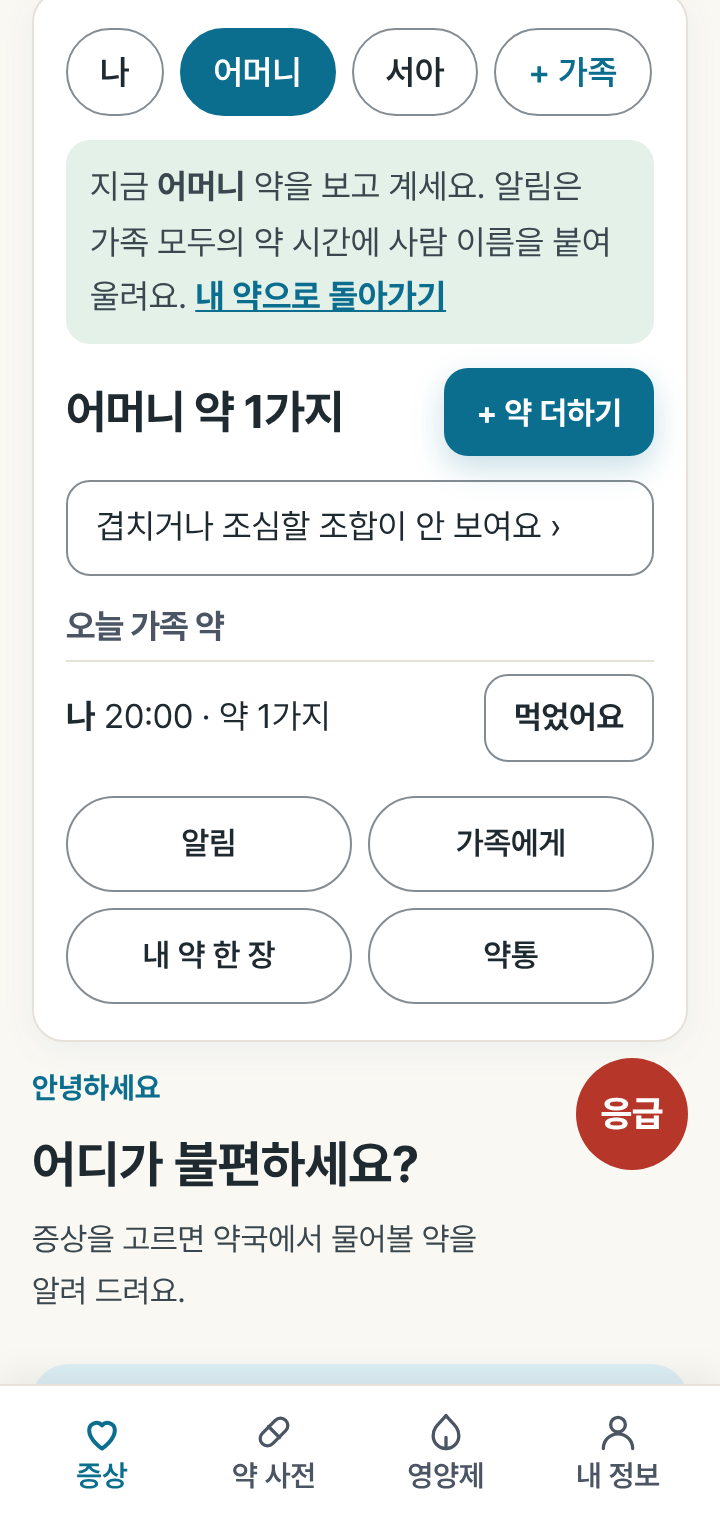 나 어머니 서아 + 가족
지금 어머니 약을 보고 계세요. 알림은
가족 모두의 약 시간에 사람 이름을 붙여
울려요. 내 약으로 돌아가기
어머니 약 1가지 + 약 더하기
겹치거나 조심할 조합이 안 보여요 ›
오늘 가족 약
나 20:00 · 약 1가지 먹었어요
알림 가족에게
내 약 한 장 약통
안녕하세요
응급
어디가 불편하세요?
증상을 고르면 약국에서 물어볼 약을
알려 드려요.
증상 약 사전 영양제 내 정보